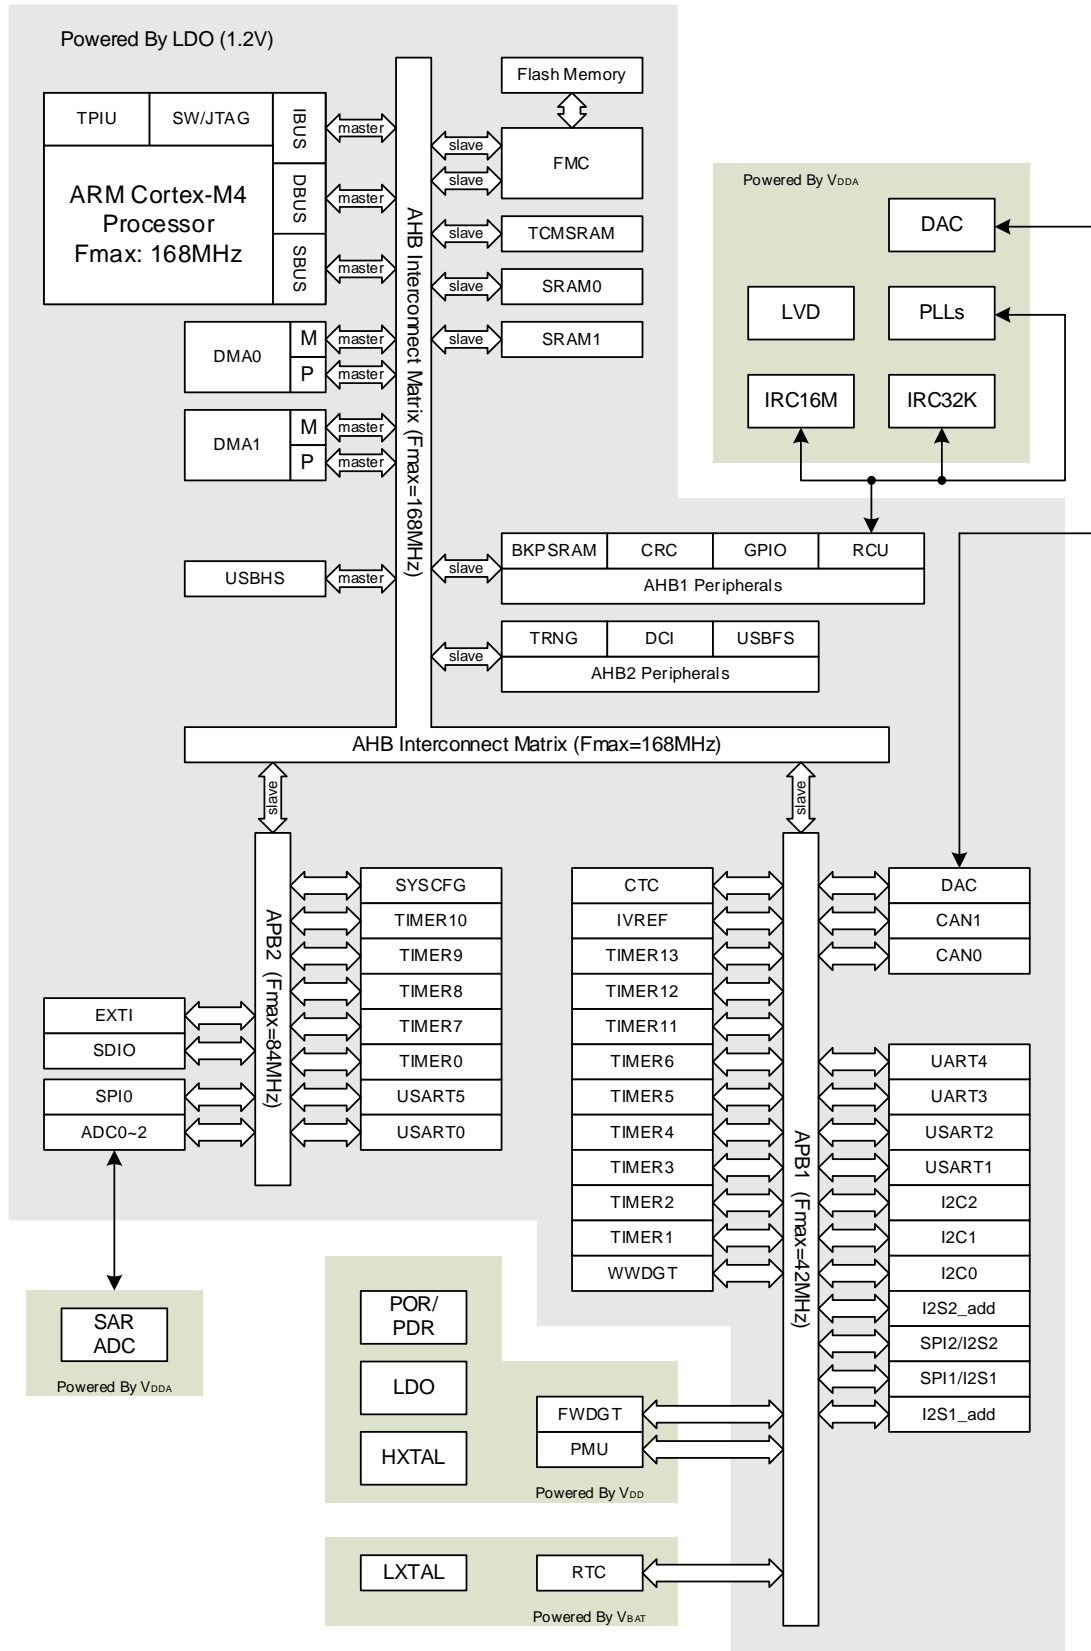 Powered By LDO (1.2V)
TPIU
SW/JTAG
IBUS
ARM Cortex-M4
Processor
Fmax: 168MHz
DBUS
SBUS
master
master
master
DMA0
M
P
master
master
DMA1
M
P
master
master
USBHS
master
AHB Interconnect Matrix (Fmax=168MHz)
Flash Memory
slave
slave
FMC
slave
TCMSRAM
slave
SRAM0
slave
SRAM1
slave
BKPSRAM
CRC
GPIO
RCU
AHB1 Peripherals
slave
TRNG
DCI
USBFS
AHB2 Peripherals
Powered By VDDA
DAC
LVD
PLLs
IRC16M
IRC32K
AHB Interconnect Matrix (Fmax=168MHz)
slave
slave
APB2 (Fmax=84MHz)
EXTI
SDIO
SPI0
ADC0~2
SYSCFG
TIMER10
TIMER9
TIMER8
TIMER7
TIMER0
USART5
USART0
SAR
ADC
Powered By VDDA
CTC
IVREF
TIMER13
TIMER12
TIMER11
TIMER6
TIMER5
TIMER4
TIMER3
TIMER2
TIMER1
WWDGT
APB1 (Fmax=42MHz)
DAC
CAN1
CAN0
UART4
UART3
USART2
USART1
I2C2
I2C1
I2C0
I2S2_add
SPI2/I2S2
SPI1/I2S1
I2S1_add
POR/
PDR
LDO
HXTAL
FWDGT
PMU
Powered By VDD
LXTAL
RTC
Powered By VBAT